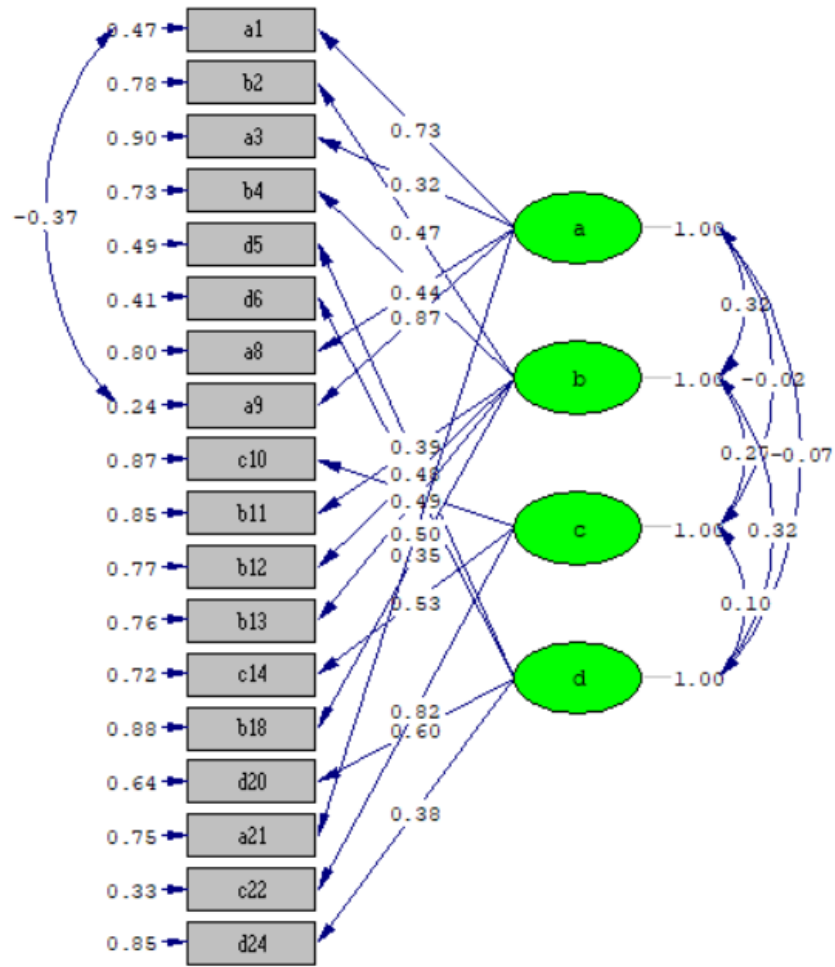 0.47 a1
0.78 b2
0.90 a3
0.73 b4
0.49 d5
0.41 d6
0.80 a8
0.24 a9
0.87 c10
0.85 b11
0.77 b12
0.76 b13
0.72 c14
0.88 b18
0.64 d20
0.75 a21
0.33 c22
0.85 d24
-0.37
0.73
0.32
0.47
0.44
0.87
0.39
0.48
0.49
0.50
0.35
0.53
0.82
0.60
0.38
a 1.00
b 1.00
c 1.00
d 1.00
0.32
-0.02
0.27
-0.07
0.32
0.10